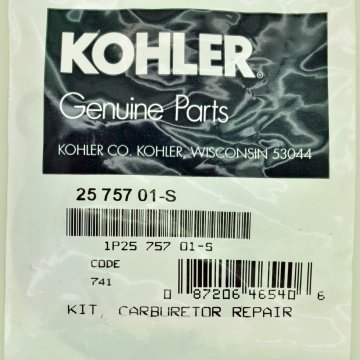 KOHLER®
Genuine Parts
KOHLER CO. KOHLER, WISCONSIN 53044
25 757 01-S
1P25 757 01-S
CODE
741
0 87206 46540 6
KIT, CARBURETOR REPAIR